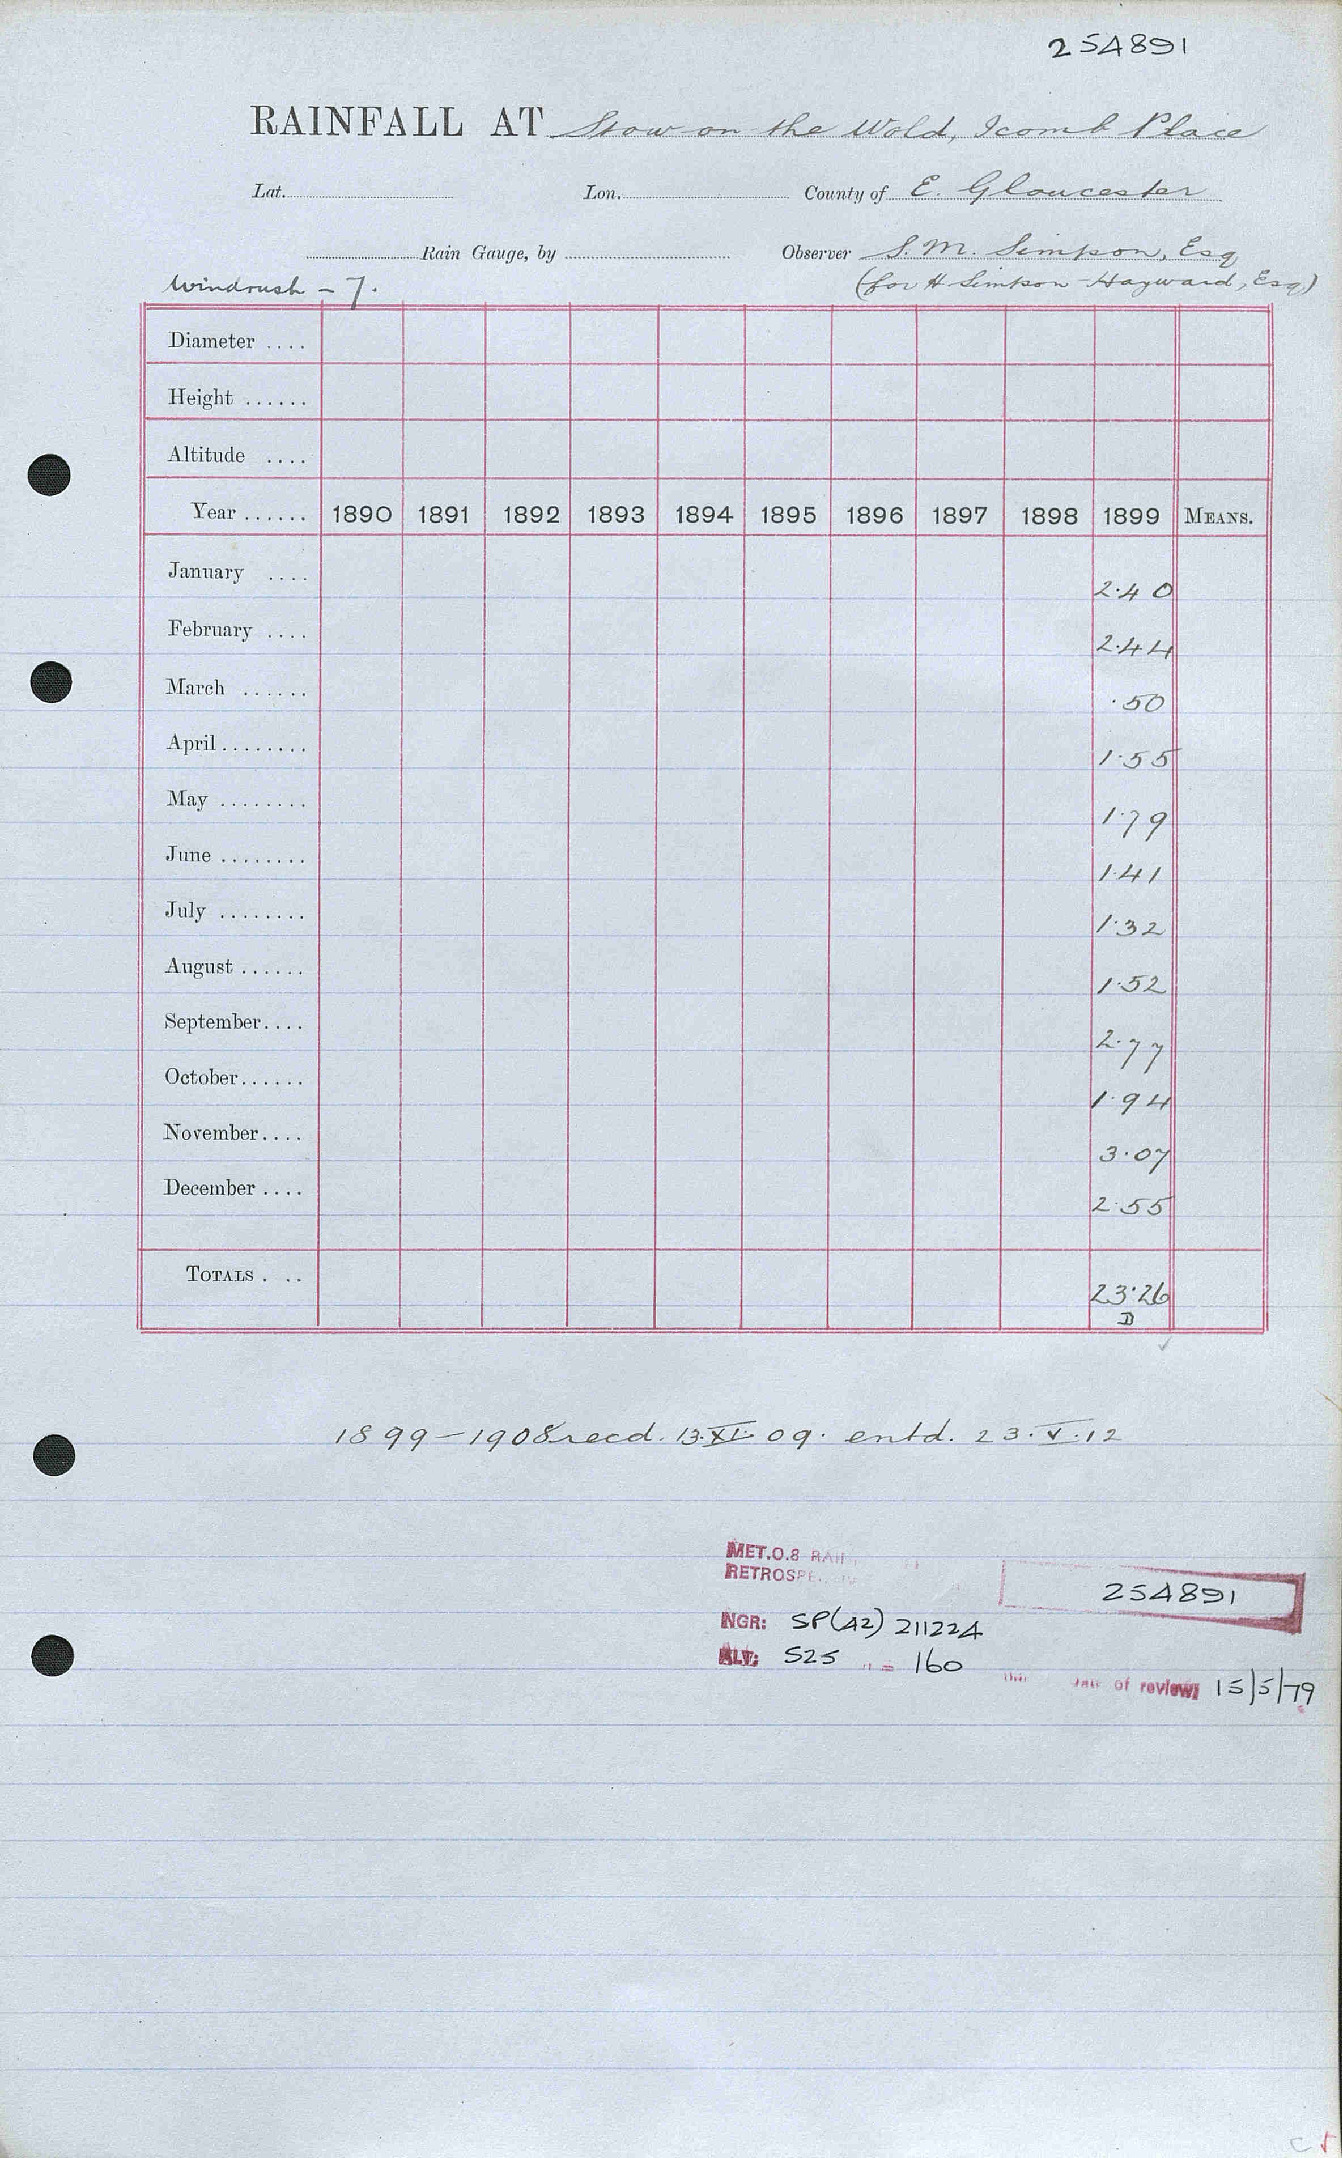 254891
RAINFALL AT Stow on the Wold, Icomb Place
Lat. Lon. County of E. Gloucester
Rain Gauge, by Observer S. M. Simpson, Esq
Windrush – 7. (for H Simpson-Hayward, Esq)
Diameter ....
Height ......
Altitude ....
Year ...... 1890 1891 1892 1893 1894 1895 1896 1897 1898 1899 MEANS.
January .... 2.40
February .... 2.44
March ...... .50
April ........ 1.55
May ........ 1.79
June ........ 1.41
July ........ 1.32
August ...... 1.52
September.... 2.77
October...... 1.94
November.... 3.07
December .... 2.55
TOTALS . .. 23.26
D
1899–1908 recd. 13.XI.09. entd. 23.V.12
MET.O.8
254891
NGR: SP(42) 211224
ALT: 525 = 160
of review: 15/5/79